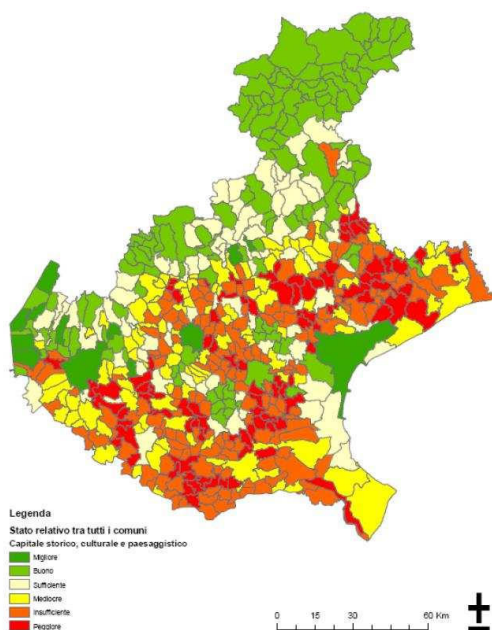 Legenda
Stato relativo tra tutti i comuni
Capitale storico, culturale e paesaggistico
Migliore
Buono
Sufficiente
Mediocre
Insufficiente
Peggiore
0 15 30 60 Km